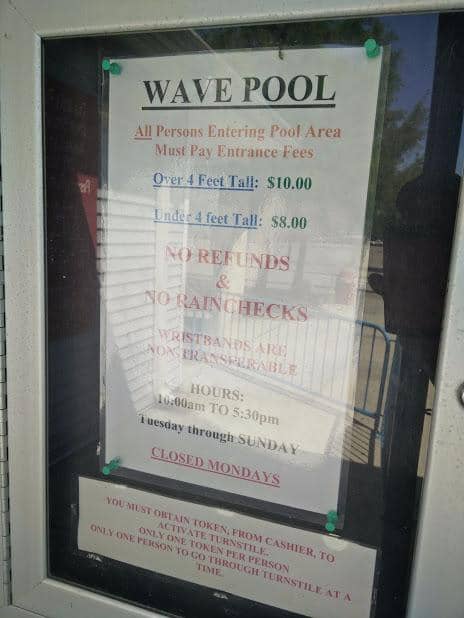 WAVE POOL
All Persons Entering Pool Area
Must Pay Entrance Fees
Over 4 Feet Tall: $10.00
Under 4 feet Tall: $8.00
NO REFUNDS
&
NO RAINCHECKS
WRISTBANDS ARE
NON-TRANSFERABLE
HOURS:
10:00am TO 5:30pm
Tuesday through SUNDAY
CLOSED MONDAYS
YOU MUST OBTAIN TOKEN, FROM CASHIER, TO
ACTIVATE TURNSTILE.
ONLY ONE TOKEN PER PERSON
ONLY ONE PERSON TO GO THROUGH TURNSTILE AT A
TIME.